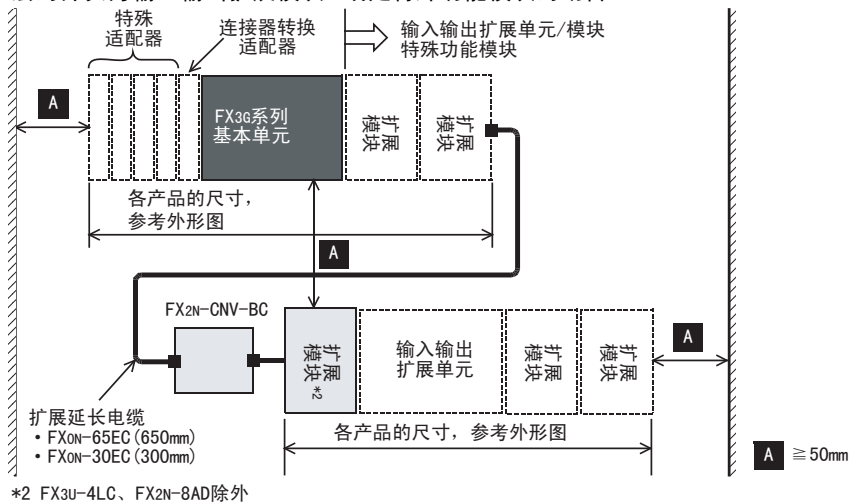 特殊
适配器
连接器转换
适配器
输入输出扩展单元/模块
特殊功能模块
A
FX3G系列
基本单元
扩展
模块
扩展
模块
各产品的尺寸，
参考外形图
A
FX2N-CNV-BC
扩展
模块*2
输入输出
扩展单元
扩展
模块
扩展
模块
A
扩展延长电缆
• FX0N-65EC(650mm)
• FX0N-30EC(300mm)
各产品的尺寸，参考外形图
A ≧50mm
*2 FX3U-4LC、FX2N-8AD除外